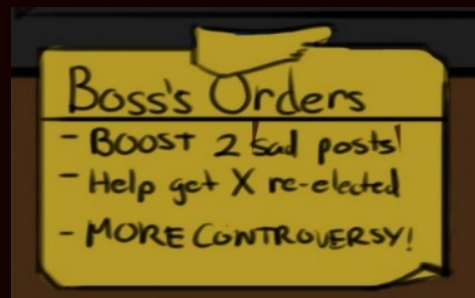 Boss's Orders
- BOOST 2 'sad posts'
- Help get X re-elected
- MORE CONTROVERSY!